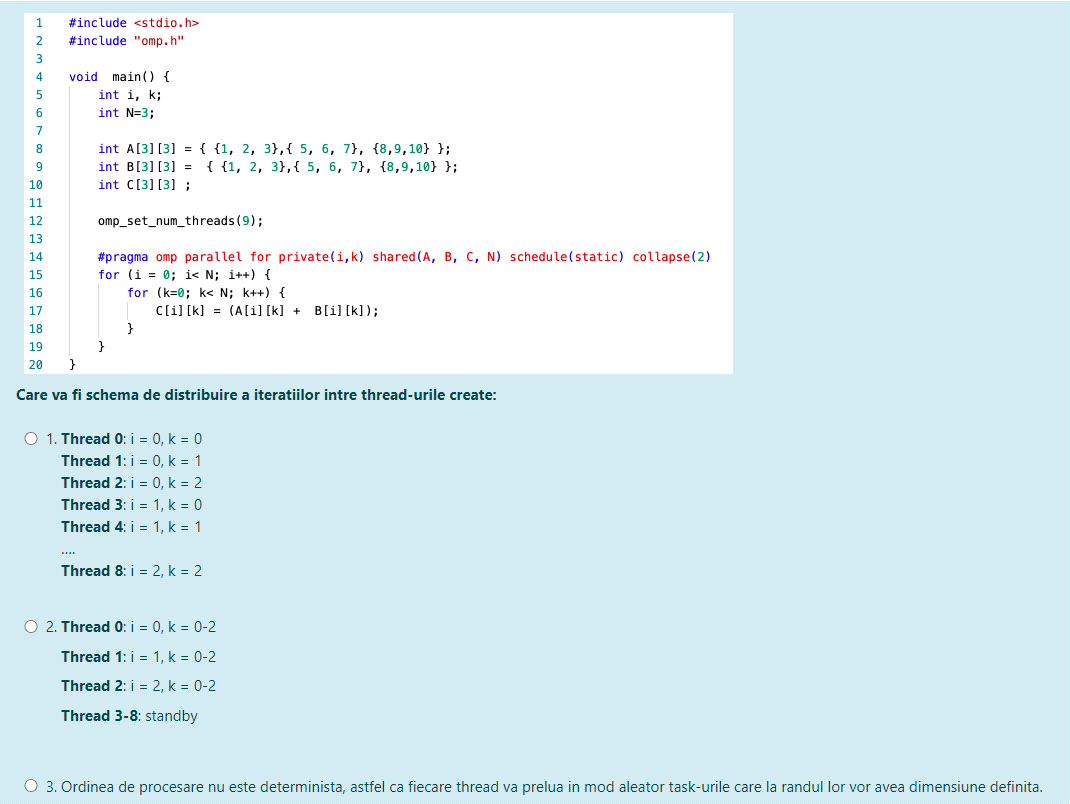 1 #include <stdio.h>
2 #include "omp.h"
3
4 void  main() {
5     int i, k;
6     int N=3;
7
8     int A[3][3] = { {1, 2, 3},{ 5, 6, 7}, {8,9,10} };
9     int B[3][3] =  { {1, 2, 3},{ 5, 6, 7}, {8,9,10} };
10     int C[3][3] ;
11
12     omp_set_num_threads(9);
13
14     #pragma omp parallel for private(i,k) shared(A, B, C, N) schedule(static) collapse(2)
15     for (i = 0; i< N; i++) {
16         for (k=0; k< N; k++) {
17             C[i][k] = (A[i][k] +  B[i][k]);
18         }
19     }
20 }
Care va fi schema de distribuire a iteratiilor intre thread-urile create:
1. Thread 0: i = 0, k = 0
Thread 1: i = 0, k = 1
Thread 2: i = 0, k = 2
Thread 3: i = 1, k = 0
Thread 4: i = 1, k = 1
....
Thread 8: i = 2, k = 2
2. Thread 0: i = 0, k = 0-2
Thread 1: i = 1, k = 0-2
Thread 2: i = 2, k = 0-2
Thread 3-8: standby
3. Ordinea de procesare nu este determinista, astfel ca fiecare thread va prelua in mod aleator task-urile care la randul lor vor avea dimensiune definita.